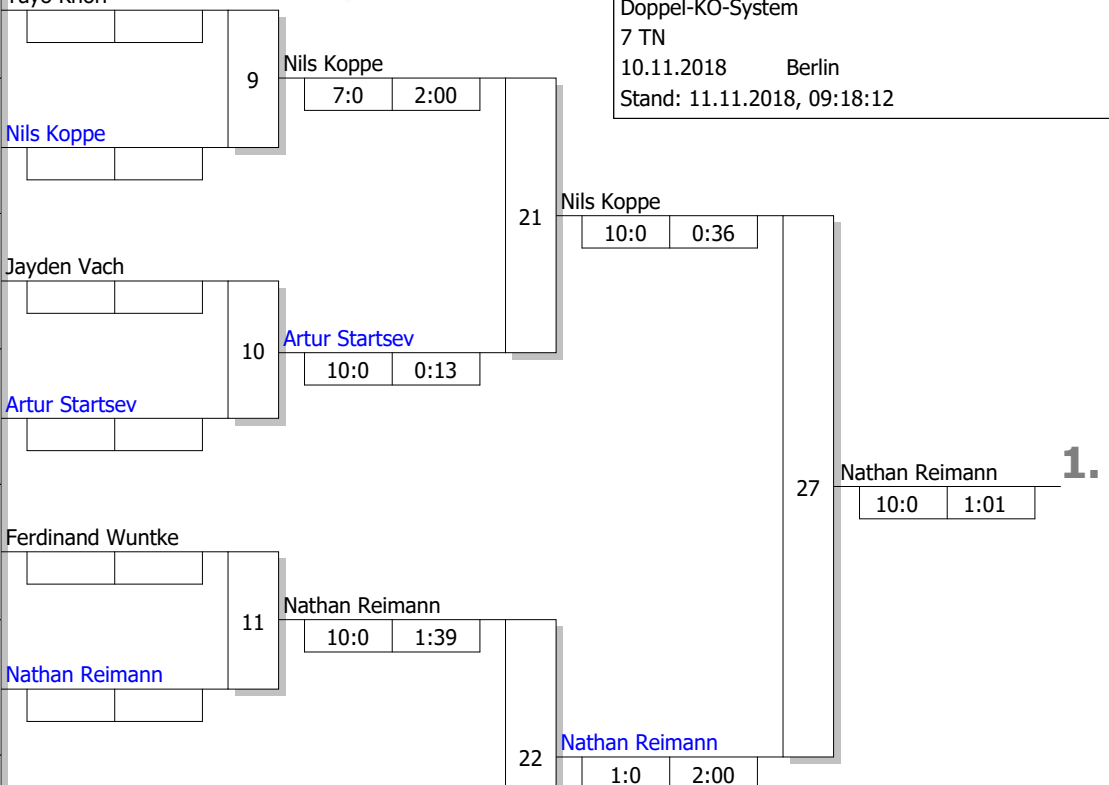 Doppel-KO-System
7 TN
10.11.2018 Berlin
Stand: 11.11.2018, 09:18:12
9
Nils Koppe
7:0 2:00
Nils Koppe
21
Nils Koppe
10:0 0:36
Jayden Vach
10
Artur Startsev
10:0 0:13
Artur Startsev
27
Nathan Reimann
1.
10:0 1:01
Ferdinand Wuntke
11
Nathan Reimann
10:0 1:39
Nathan Reimann
22
Nathan Reimann
1:0 2:00